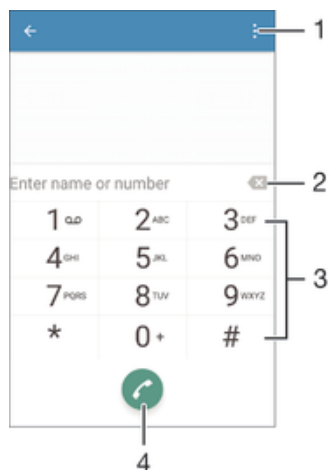 1
Enter name or number
2
1 2 ABC 3 DEF
4 GHI 5 JKL 6 MNO
3
7 PQRS 8 TUV 9 WXYZ
* 0 + #
4